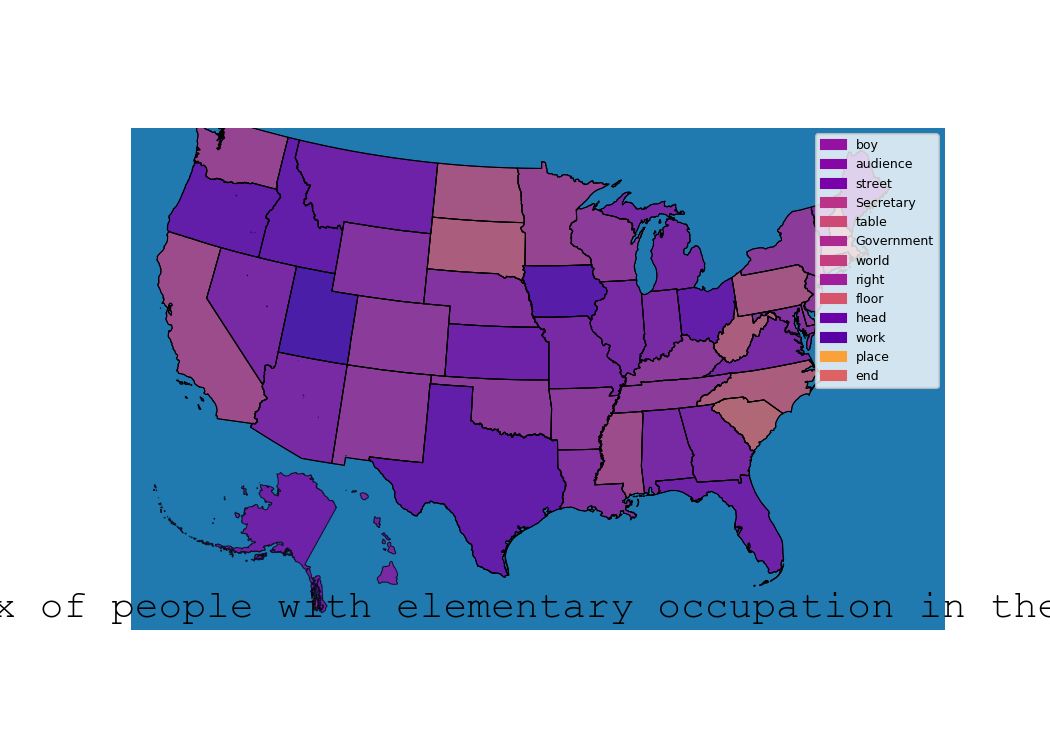 boy
audience
street
Secretary
table
Government
world
right
floor
head
work
place
end
x of people with elementary occupation in the